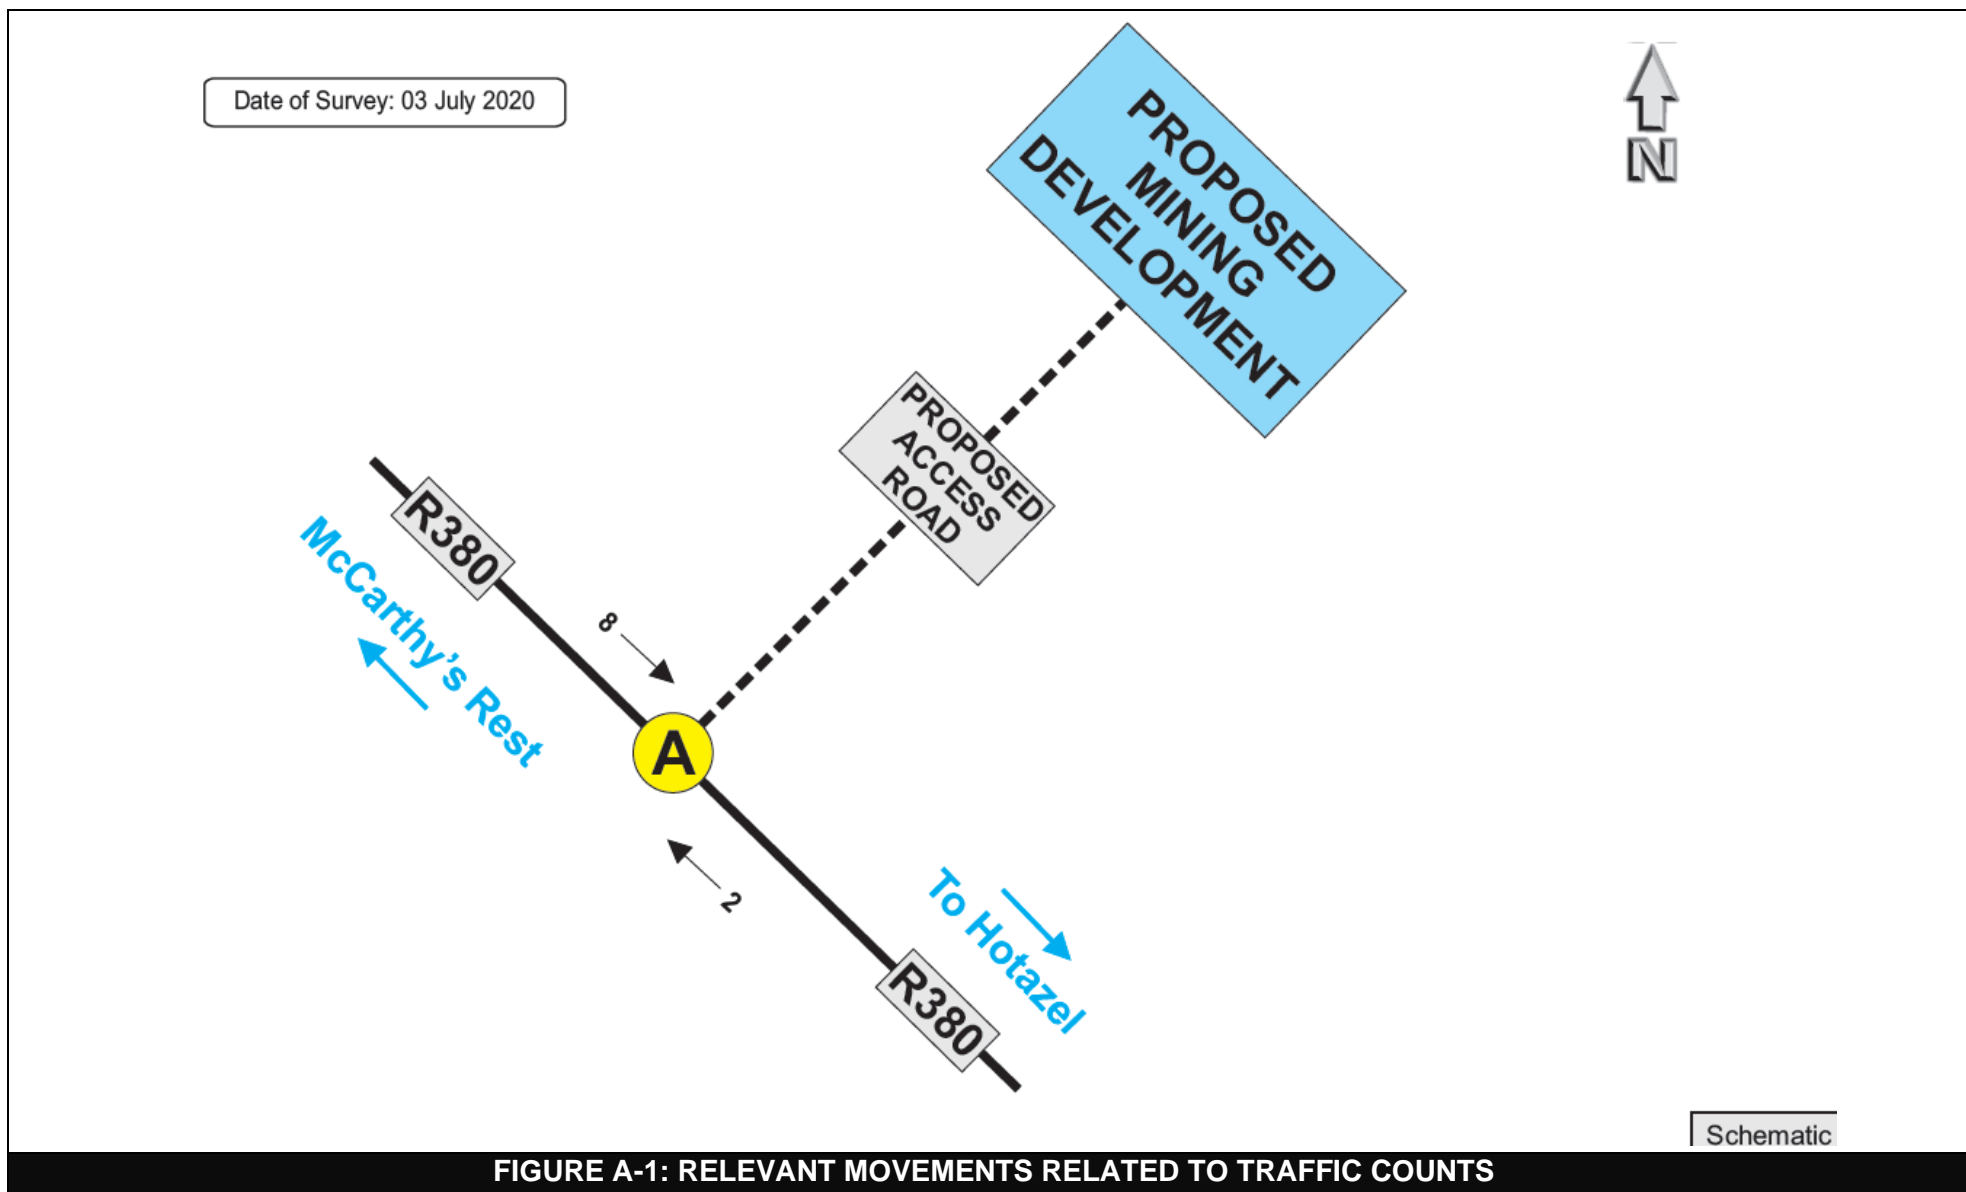 Date of Survey: 03 July 2020
N
PROPOSED
MINING
DEVELOPMENT
PROPOSED
ACCESS
ROAD
R380
McCarthy's Rest
8
A
2
To Hotazel
R380
Schematic
FIGURE A-1: RELEVANT MOVEMENTS RELATED TO TRAFFIC COUNTS